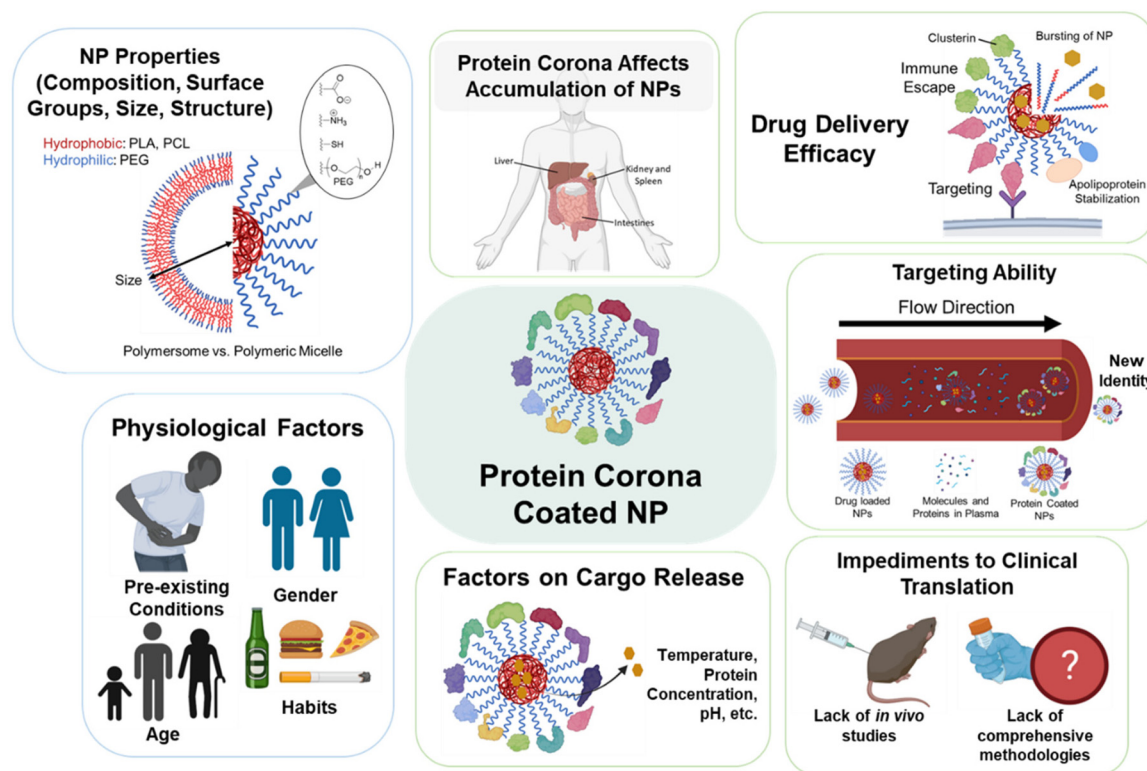 NP Properties
(Composition, Surface
Groups, Size, Structure)
Hydrophobic: PLA, PCL
Hydrophilic: PEG
O
O
⊖
⊕
NH3
SH
O
n
O
H
PEG
Size
Polymersome vs. Polymeric Micelle
Protein Corona Affects
Accumulation of NPs
Liver
Kidney and
Spleen
Intestines
Drug Delivery
Efficacy
Clusterin
Bursting of NP
Immune
Escape
Targeting
Apolipoprotein
Stabilization
Protein Corona
Coated NP
Targeting Ability
Flow Direction
New
Identity
Drug loaded
NPs
Molecules and
Proteins in Plasma
Protein Coated
NPs
Physiological Factors
Pre-existing
Conditions
Gender
Age
Habits
Factors on Cargo Release
Temperature,
Protein
Concentration,
pH, etc.
Impediments to Clinical
Translation
?
Lack of in vivo
studies
Lack of
comprehensive
methodologies